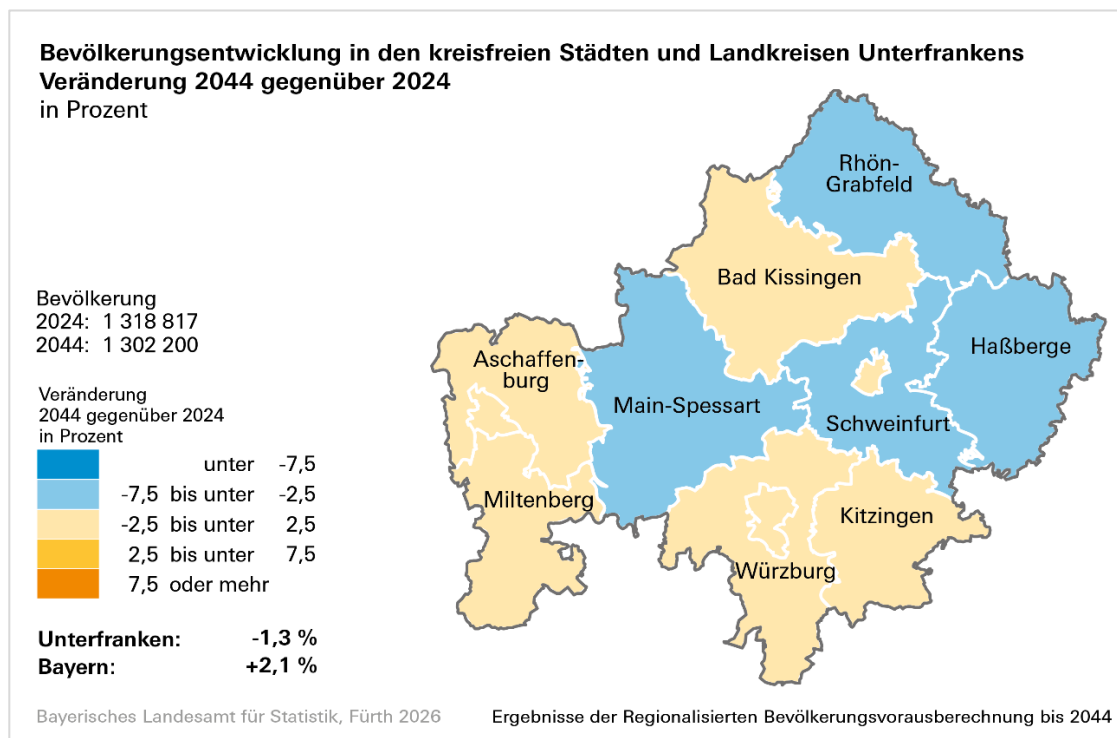 Bevölkerungsentwicklung in den kreisfreien Städten und Landkreisen Unterfrankens
Veränderung 2044 gegenüber 2024
in Prozent
Rhön-
Grabfeld
Bad Kissingen
Bevölkerung
2024: 1 318 817
2044: 1 302 200
Haßberge
Aschaffen-
burg
Main-Spessart
Schweinfurt
Veränderung
2044 gegenüber 2024
in Prozent
unter -7,5
-7,5 bis unter -2,5
-2,5 bis unter 2,5
2,5 bis unter 7,5
7,5 oder mehr
Miltenberg
Kitzingen
Würzburg
Unterfranken: -1,3 %
Bayern: +2,1 %
Bayerisches Landesamt für Statistik, Fürth 2026
Ergebnisse der Regionalisierten Bevölkerungsvorausberechnung bis 2044